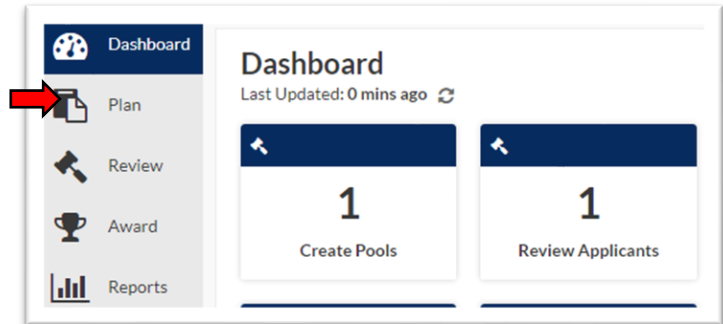 Dashboard
Plan
Review
Award
Reports
Dashboard
Last Updated: 0 mins ago
1
Create Pools
1
Review Applicants